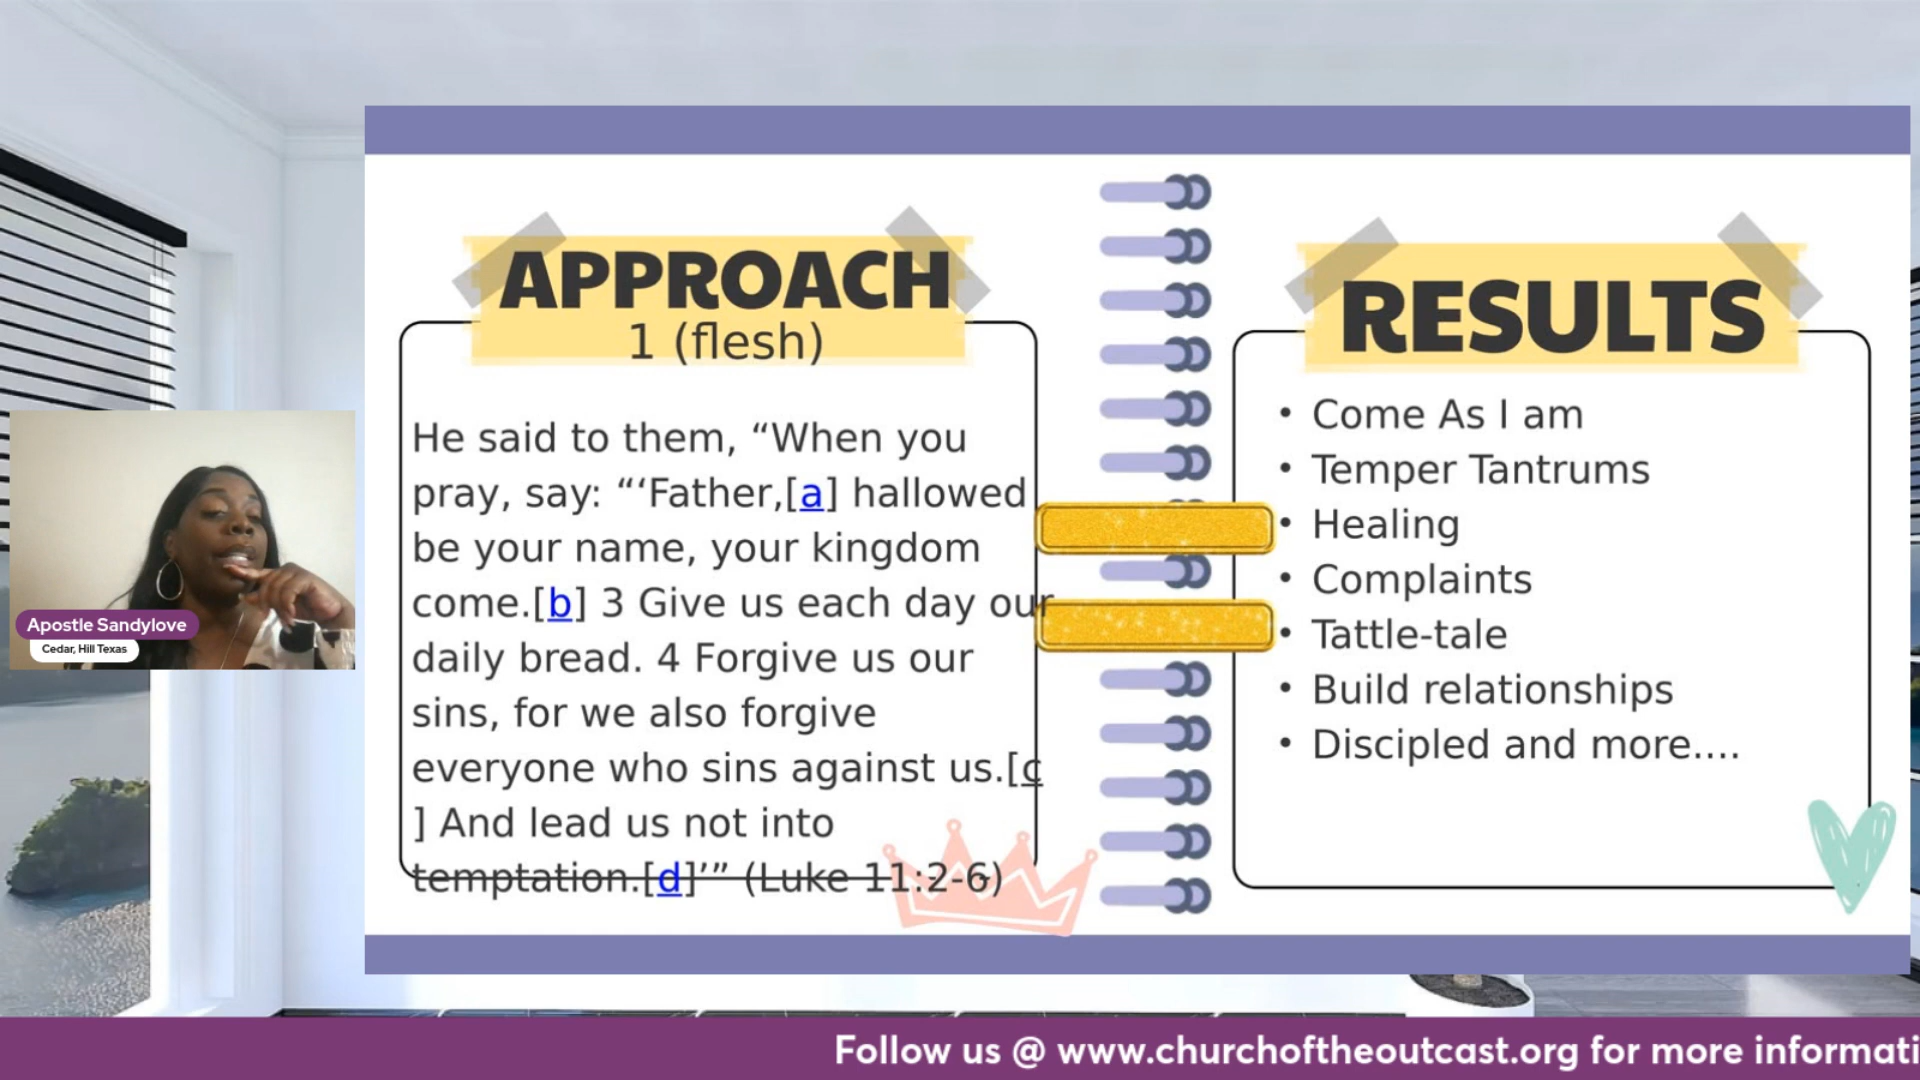 APPROACH
1 (flesh)
He said to them, “When you
pray, say: “‘Father,[a] hallowed
be your name, your kingdom
come.[b] 3 Give us each day our
daily bread. 4 Forgive us our
sins, for we also forgive
everyone who sins against us.[c
] And lead us not into
temptation.[d]’” (Luke 11:2-6)
RESULTS
• Come As I am
• Temper Tantrums
• Healing
• Complaints
• Tattle-tale
• Build relationships
• Discipled and more....
Apostle Sandylove
Cedar, Hill Texas
Follow us @ www.churchoftheoutcast.org for more informati